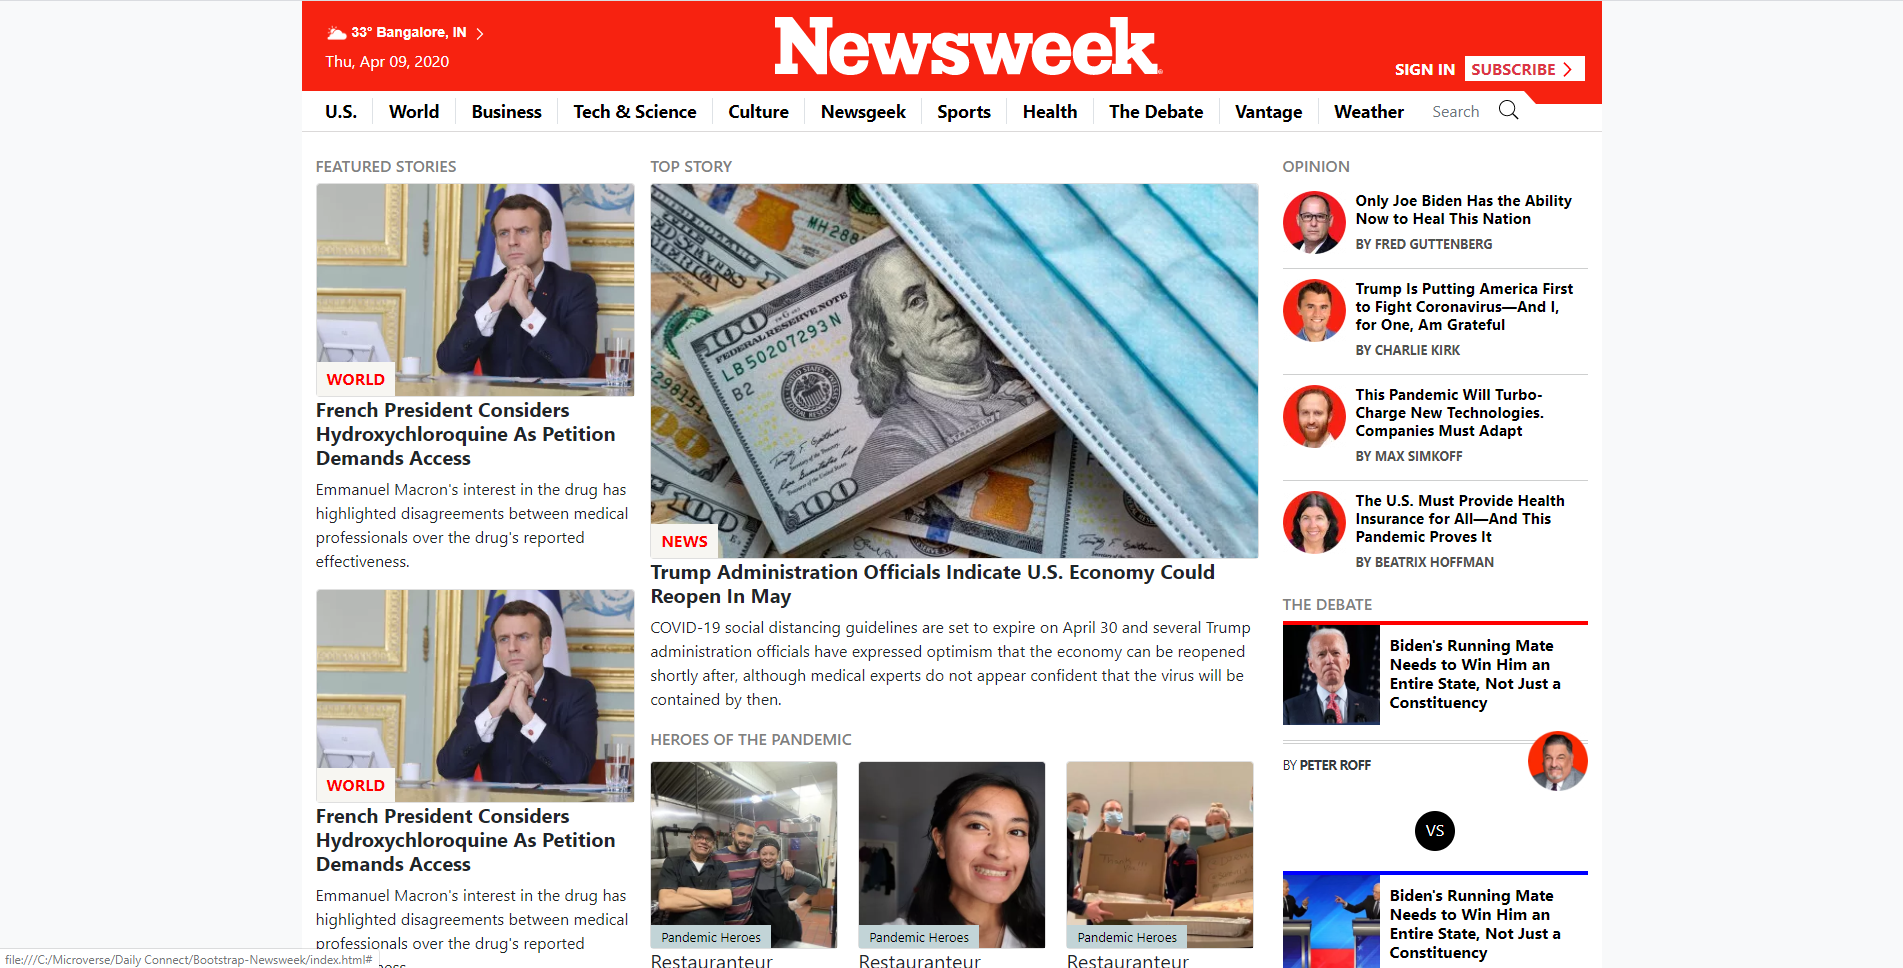 33° Bangalore, IN
Thu, Apr 09, 2020
Newsweek
SIGN IN
SUBSCRIBE
U.S. World Business Tech & Science Culture Newsgeek Sports Health The Debate Vantage Weather Search
FEATURED STORIES
WORLD
French President Considers
Hydroxychloroquine As Petition
Demands Access
Emmanuel Macron's interest in the drug has
highlighted disagreements between medical
professionals over the drug's reported
effectiveness.
WORLD
French President Considers
Hydroxychloroquine As Petition
Demands Access
Emmanuel Macron's interest in the drug has
highlighted disagreements between medical
professionals over the drug's reported
TOP STORY
MH288
100
FEDERAL RESERVE NOTE
LB50207293N
B2
FRANKLIN
100
NEWS
Trump Administration Officials Indicate U.S. Economy Could
Reopen In May
COVID-19 social distancing guidelines are set to expire on April 30 and several Trump
administration officials have expressed optimism that the economy can be reopened
shortly after, although medical experts do not appear confident that the virus will be
contained by then.
HEROES OF THE PANDEMIC
Pandemic Heroes
Restauranteur
Pandemic Heroes
Restauranteur
Pandemic Heroes
Restauranteur
OPINION
Only Joe Biden Has the Ability
Now to Heal This Nation
BY FRED GUTTENBERG
Trump Is Putting America First
to Fight Coronavirus—And I,
for One, Am Grateful
BY CHARLIE KIRK
This Pandemic Will Turbo-
Charge New Technologies.
Companies Must Adapt
BY MAX SIMKOFF
The U.S. Must Provide Health
Insurance for All—And This
Pandemic Proves It
BY BEATRIX HOFFMAN
THE DEBATE
Biden's Running Mate
Needs to Win Him an
Entire State, Not Just a
Constituency
BY PETER ROFF
VS
Biden's Running Mate
Needs to Win Him an
Entire State, Not Just a
Constituency
file:///C:/Microverse/Daily Connect/Bootstrap-Newsweek/index.html#